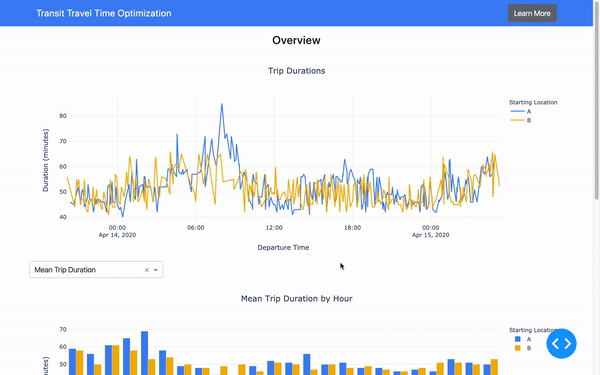 Transit Travel Time Optimization
Learn More
Overview
Trip Durations
Starting Location
A
B
Duration (minutes)
80
70
60
50
40
00:00
Apr 14, 2020
06:00
12:00
18:00
00:00
Apr 15, 2020
Departure Time
Mean Trip Duration
Mean Trip Duration by Hour
Starting Location
A
B
70
60
50